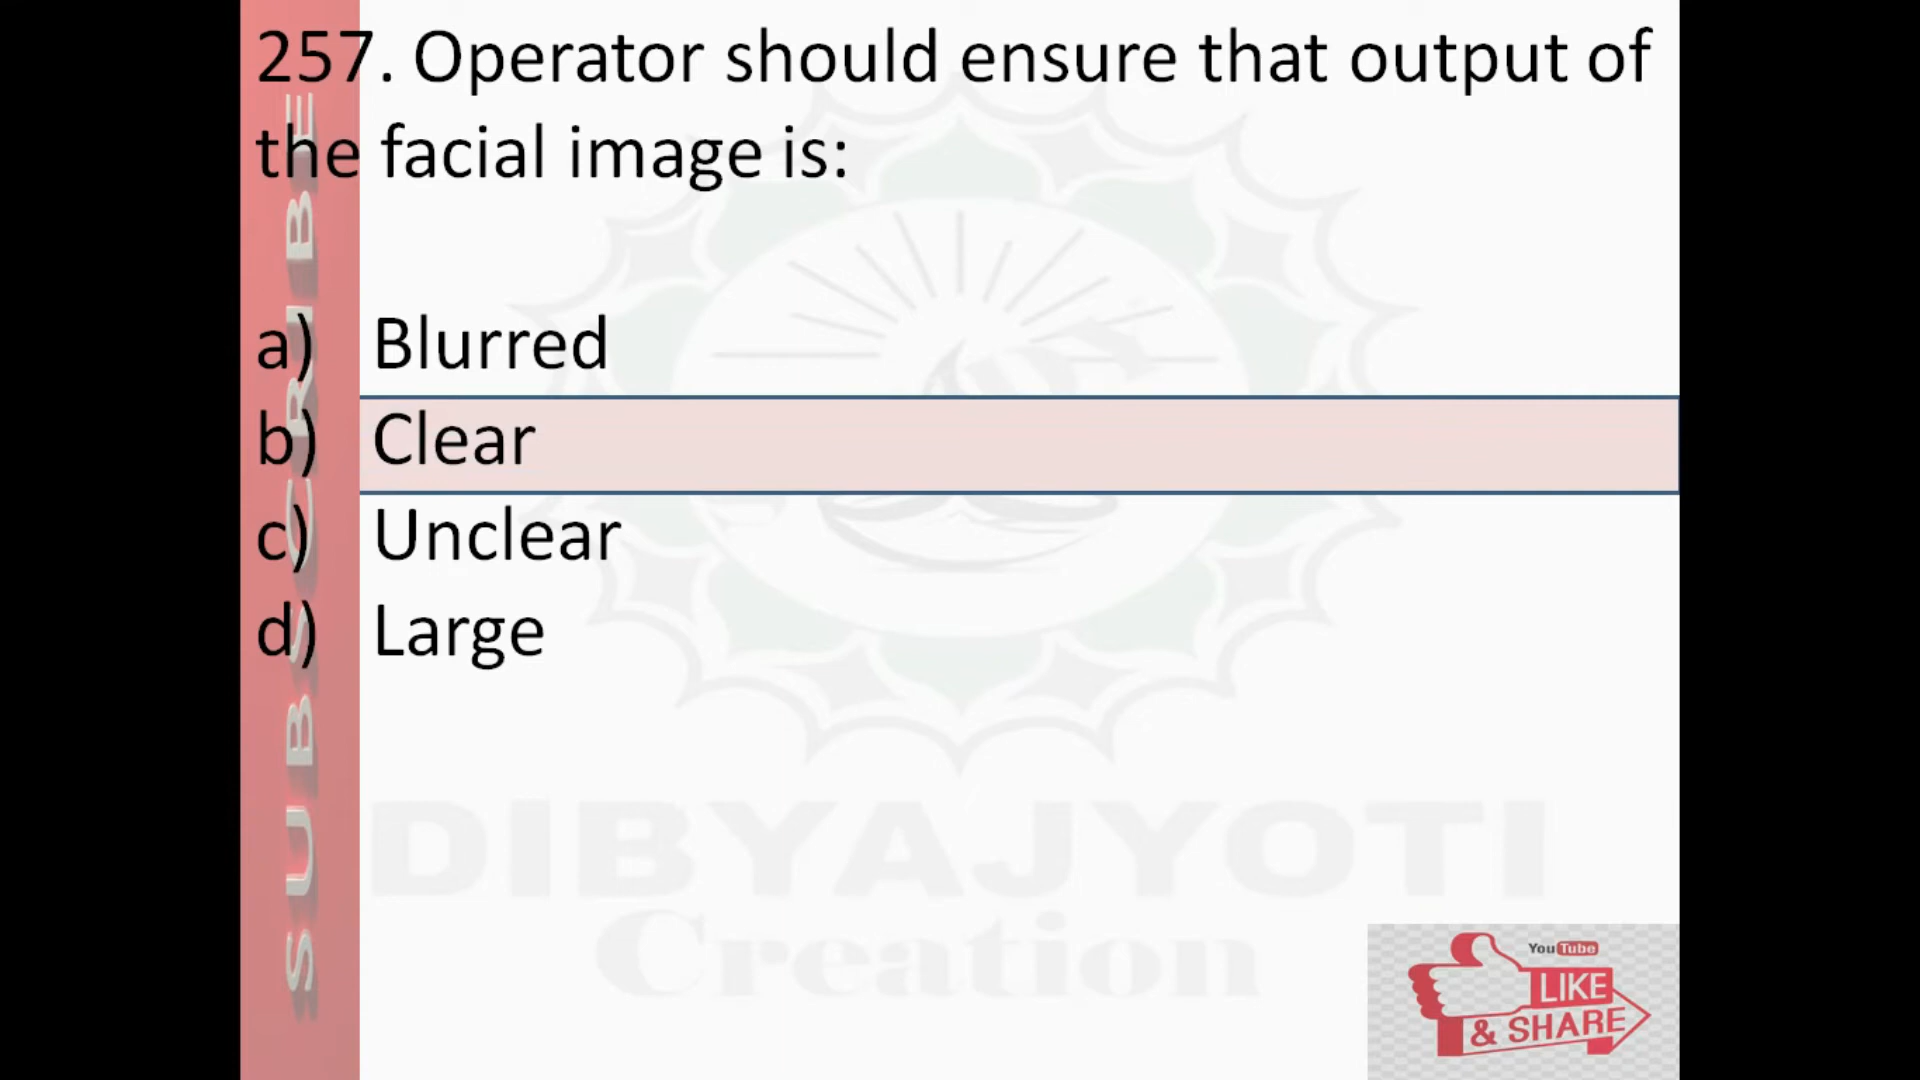 257. Operator should ensure that output of
the facial image is:
a) Blurred
b) Clear
c) Unclear
d) Large
SUBSCRIBE
DIBYAJYOTI
Creation
YouTube
LIKE
& SHARE